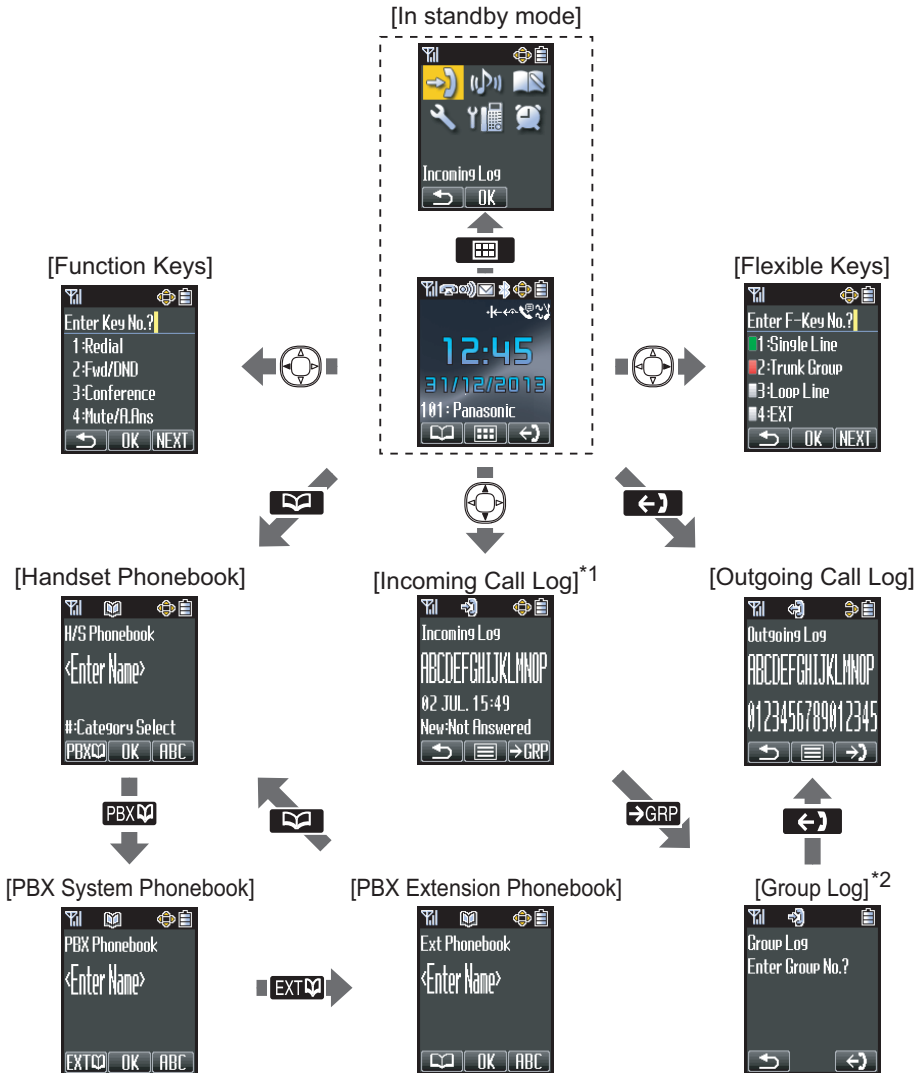 [In standby mode]
Incoming Log
OK
[Function Keys]
Enter Key No.?
1:Redial
2:Fwd/DND
3:Conference
4:Mute/A.Ans
OK NEXT
12:45
31/12/2013
101: Panasonic
[Flexible Keys]
Enter F-Key No.?
1:Single Line
2:Trunk Group
3:Loop Line
4:EXT
OK NEXT
[Handset Phonebook]
H/S Phonebook
<Enter Name>
#:Category Select
PBX OK ABC
[Incoming Call Log]*1
Incoming Log
ABCDEFGHIJKLMNOP
02 JUL. 15:49
New:Not Answered
→GRP
[Outgoing Call Log]
Outgoing Log
ABCDEFGHIJKLMNOP
0123456789012345
PBX
→GRP
[PBX System Phonebook]
PBX Phonebook
<Enter Name>
EXT OK ABC
EXT
[PBX Extension Phonebook]
Ext Phonebook
<Enter Name>
OK ABC
[Group Log]*2
Group Log
Enter Group No.?